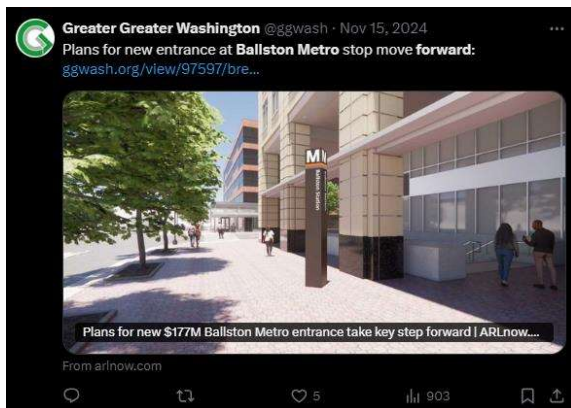 Greater Greater Washington @ggwash · Nov 15, 2024
Plans for new entrance at Ballston Metro stop move forward:
ggwash.org/view/97597/bre...
M
Ballston Station
Plans for new $177M Ballston Metro entrance take key step forward | ARLnow....
From arlnow.com
5
903